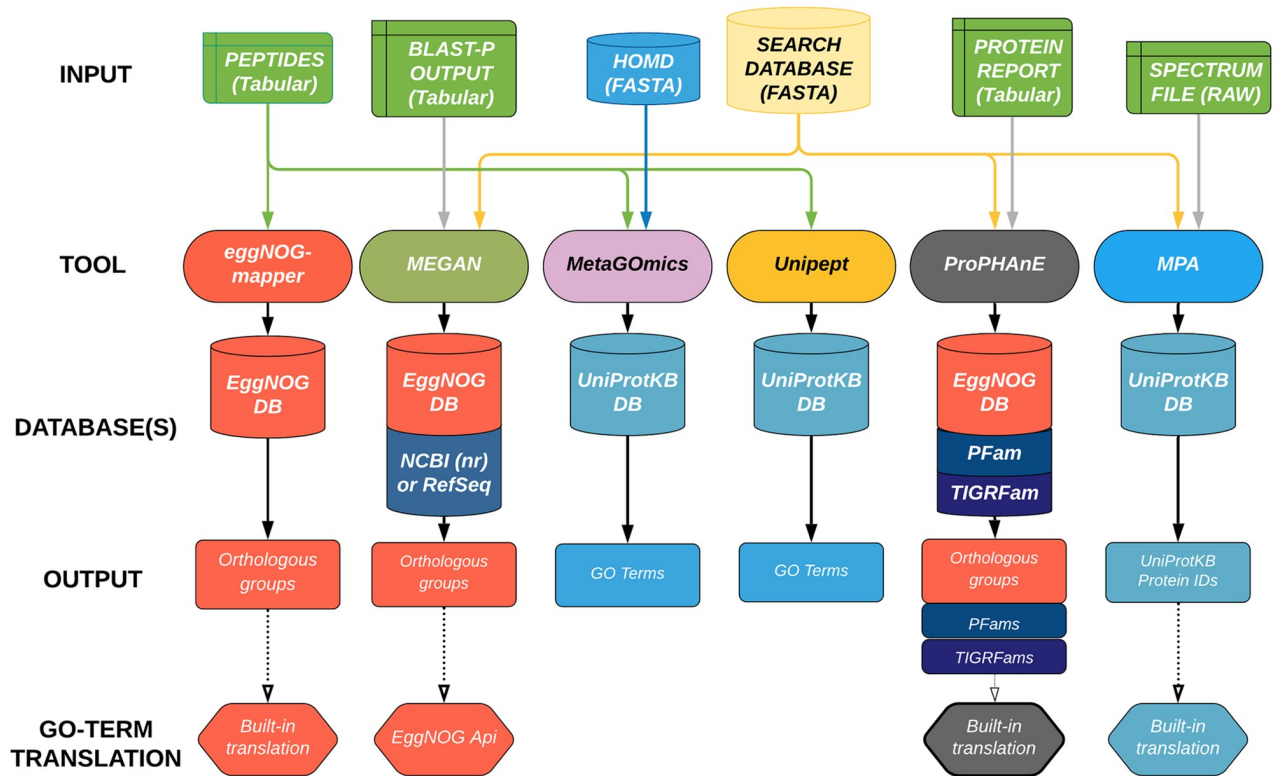 INPUT
PEPTIDES
(Tabular)
BLAST-P
OUTPUT
(Tabular)
HOMD
(FASTA)
SEARCH
DATABASE
(FASTA)
PROTEIN
REPORT
(Tabular)
SPECTRUM
FILE (RAW)
TOOL
eggNOG-
mapper
MEGAN
MetaGOmics
Unipept
ProPHAnE
MPA
DATABASE(S)
EggNOG
DB
EggNOG
DB
NCBI (nr)
or RefSeq
UniProtKB
DB
UniProtKB
DB
EggNOG
DB
PFam
TIGRFam
UniProtKB
DB
OUTPUT
Orthologous
groups
Orthologous
groups
GO Terms
GO Terms
Orthologous
groups
PFams
TIGRFams
UniProtKB
Protein IDs
GO-TERM
TRANSLATION
Built-in
translation
EggNOG Api
Built-in
translation
Built-in
translation